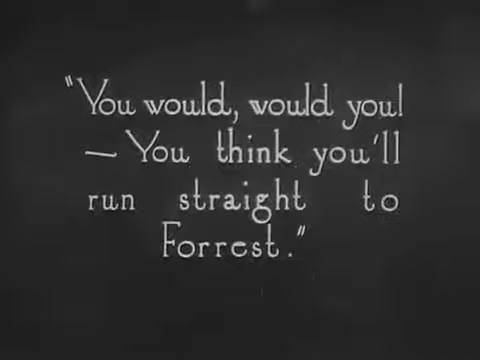 "You would, would you!
— You think you'll
run straight to
Forrest."